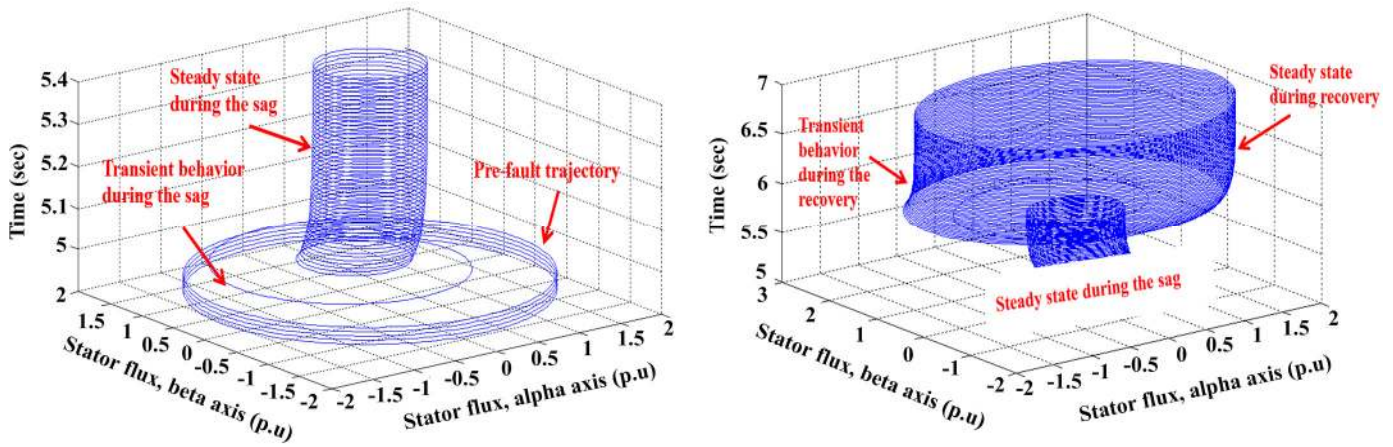 5.4
5.3
5.2
5.1
5
Time (sec)
Steady state
during the sag
Transient behavior
during the sag
Pre-fault trajectory
2
1.5
1
0.5
0
-0.5
-1
-1.5
-2
Stator flux, beta axis (p.u)
-2
-1.5
-1
-0.5
0
0.5
1
1.5
2
Stator flux, alpha axis (p.u)
7
6.5
6
5.5
5
Time (sec)
Transient
behavior
during the
recovery
Steady state
during recovery
Steady state during the sag
3
2
1
0
-1
-2
Stator flux, beta axis (p.u)
-2
-1.5
-1
-0.5
0
0.5
1
1.5
2
Stator flux, alpha axis (p.u)